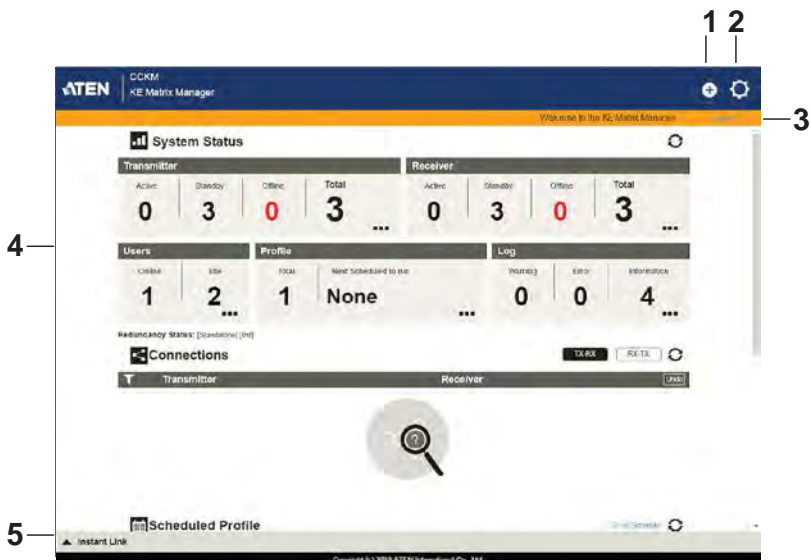 1 2
ATEN
CCKM
KE Matrix Manager
Welcome to the KE Matrix Manager
3
System Status
Transmitter
Active Standby Offline Total
0 3 0 3 ...
Receiver
Active Standby Offline Total
0 3 0 3 ...
4
Users
Online Idle
1 2 ...
Profile
Total Next Scheduled to run
1 None ...
Log
Warning Error Information
0 0 4 ...
Redundancy Status: [Standalone]
Connections
TX-RX RX-TX
Transmitter Receiver Undo
?
Scheduled Profile
5
Instant Link